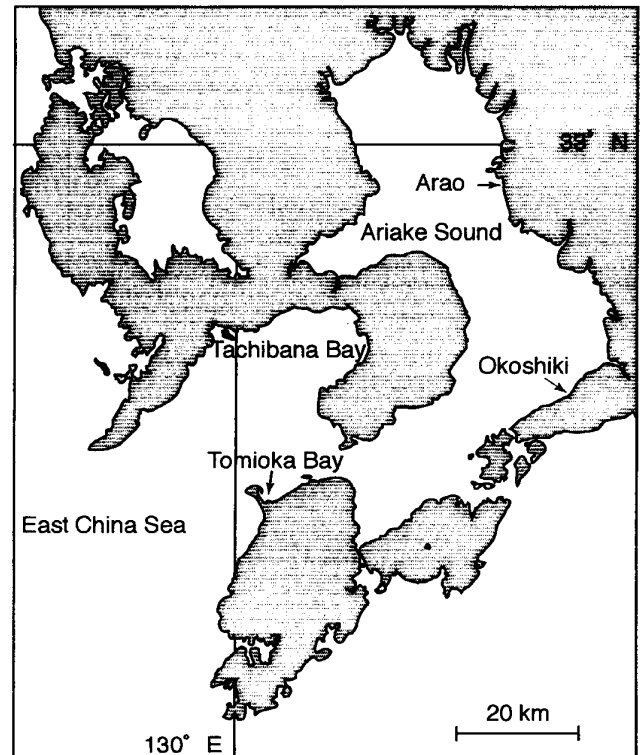 33° N
Arao
Ariake Sound
Tachibana Bay
Okoshiki
Tomioka Bay
East China Sea
20 km
130° E